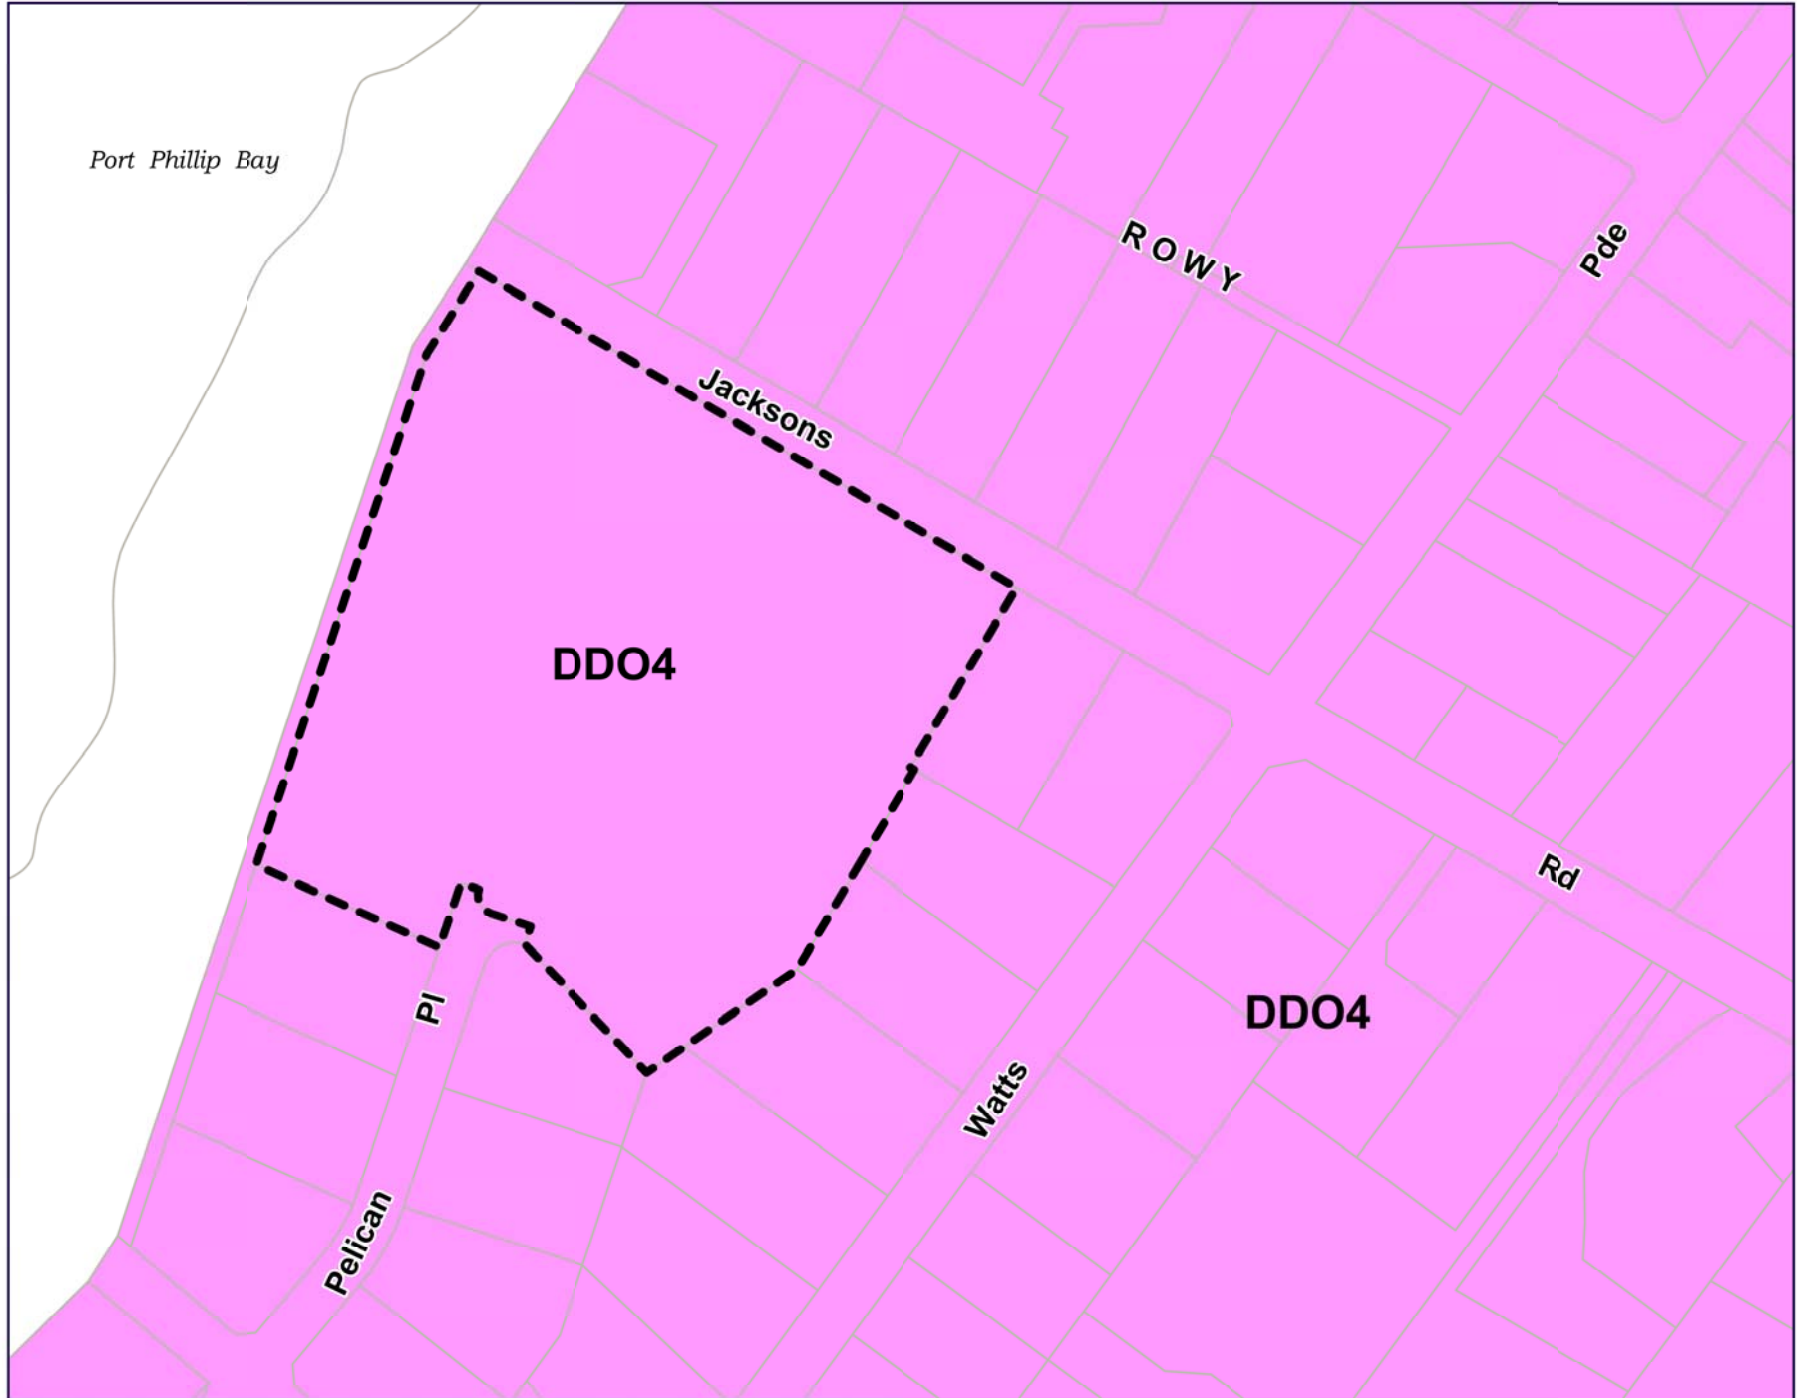 Port Phillip Bay
ROWY
Pde
Jacksons
DDO4
Rd
Pl
DDO4
Watts
Pelican